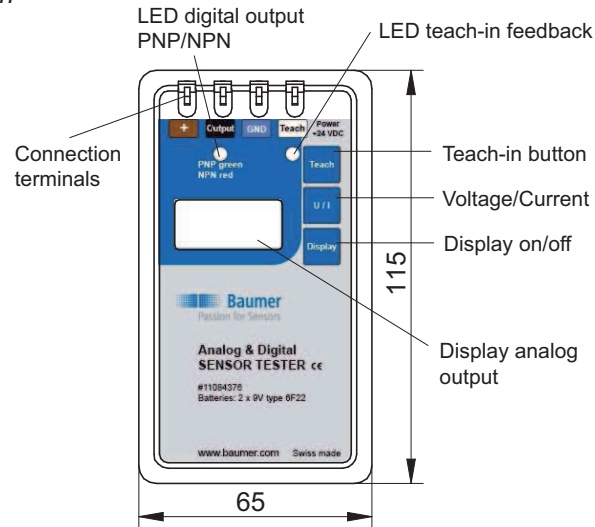 LED digital output
PNP/NPN
LED teach-in feedback
+
Output
GND
Teach
Power
+24 VDC
Connection
terminals
PNP green
NPN red
Teach
Teach-in button
U / I
Voltage/Current
Display
Display on/off
115
Baumer
Passion for Sensors
Analog & Digital
SENSOR TESTER CE
#11084376
Batteries: 2 x 9V type 6F22
Display analog
output
www.baumer.com
Swiss made
65